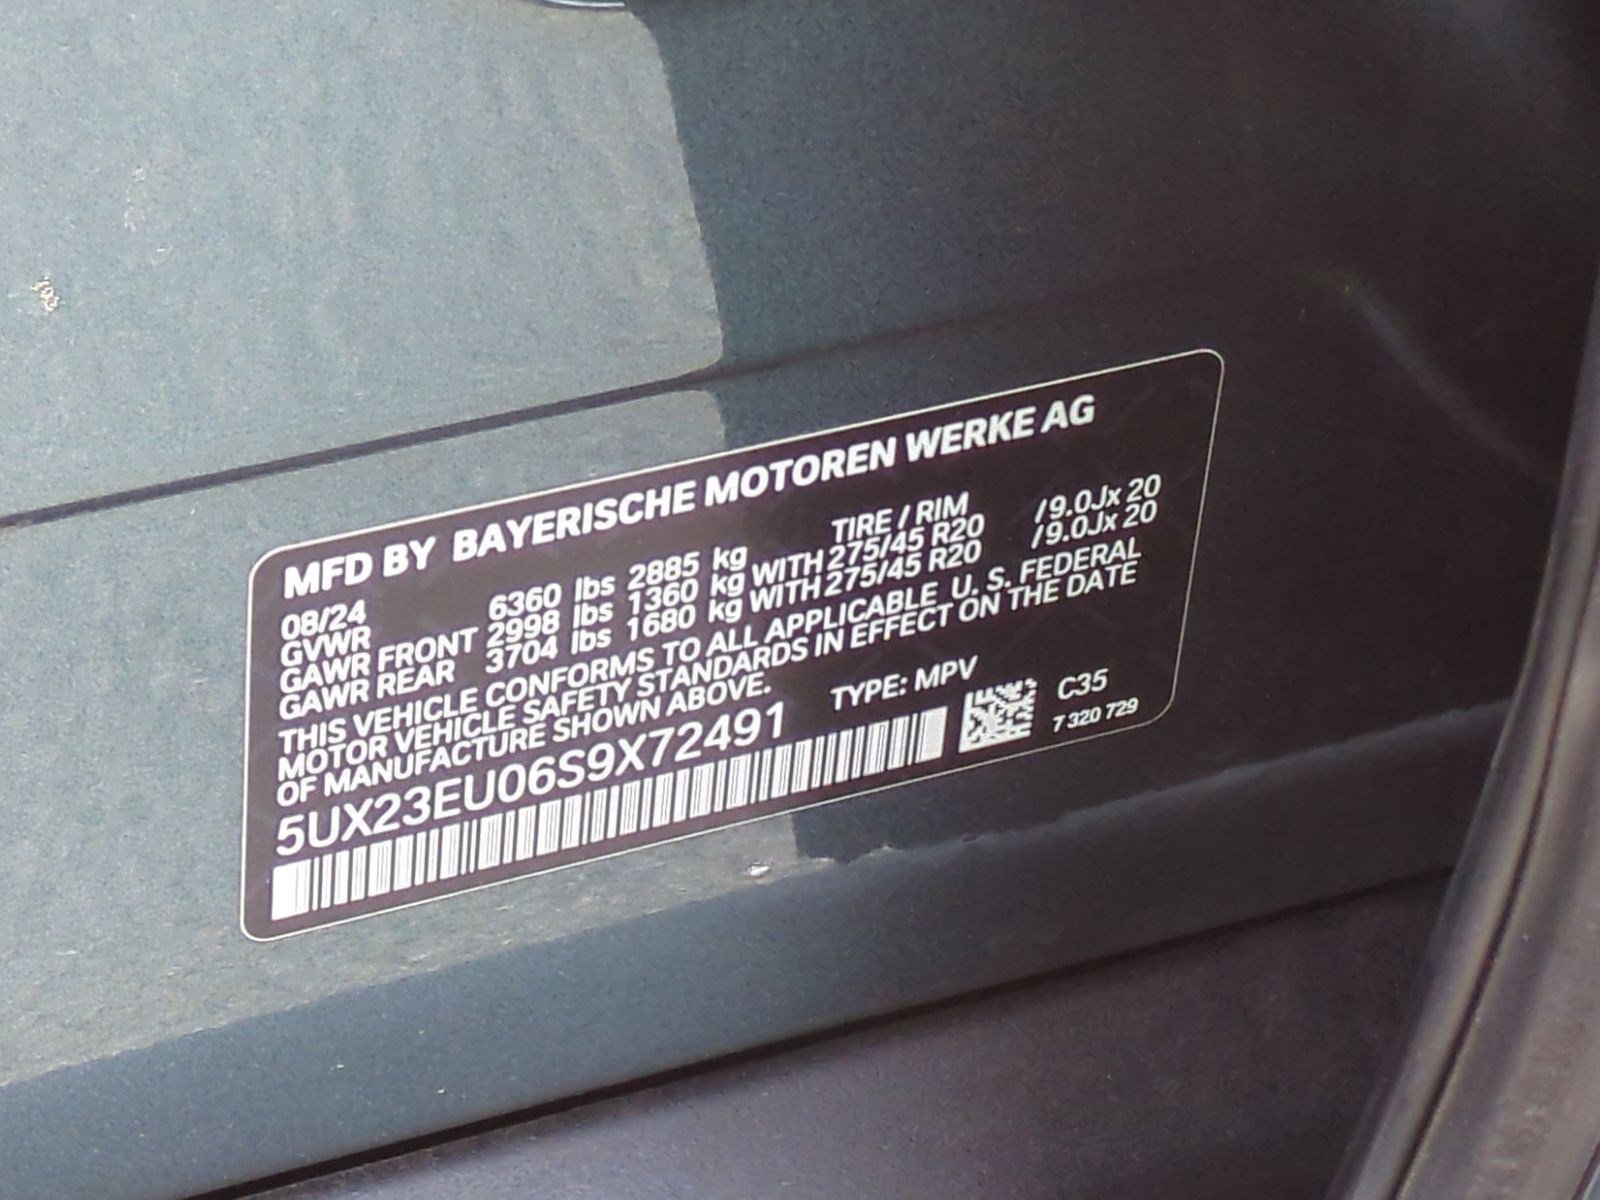 MFD BY BAYERISCHE MOTOREN WERKE AG
08/24 TIRE / RIM
GVWR 6360 lbs 2885 kg
GAWR FRONT 2998 lbs 1360 kg WITH 275/45 R20 /9.0Jx 20
GAWR REAR 3704 lbs 1680 kg WITH 275/45 R20 /9.0Jx 20
THIS VEHICLE CONFORMS TO ALL APPLICABLE U. S. FEDERAL
MOTOR VEHICLE SAFETY STANDARDS IN EFFECT ON THE DATE
OF MANUFACTURE SHOWN ABOVE.
TYPE: MPV
5UX23EU06S9X72491
C35
7 320 729